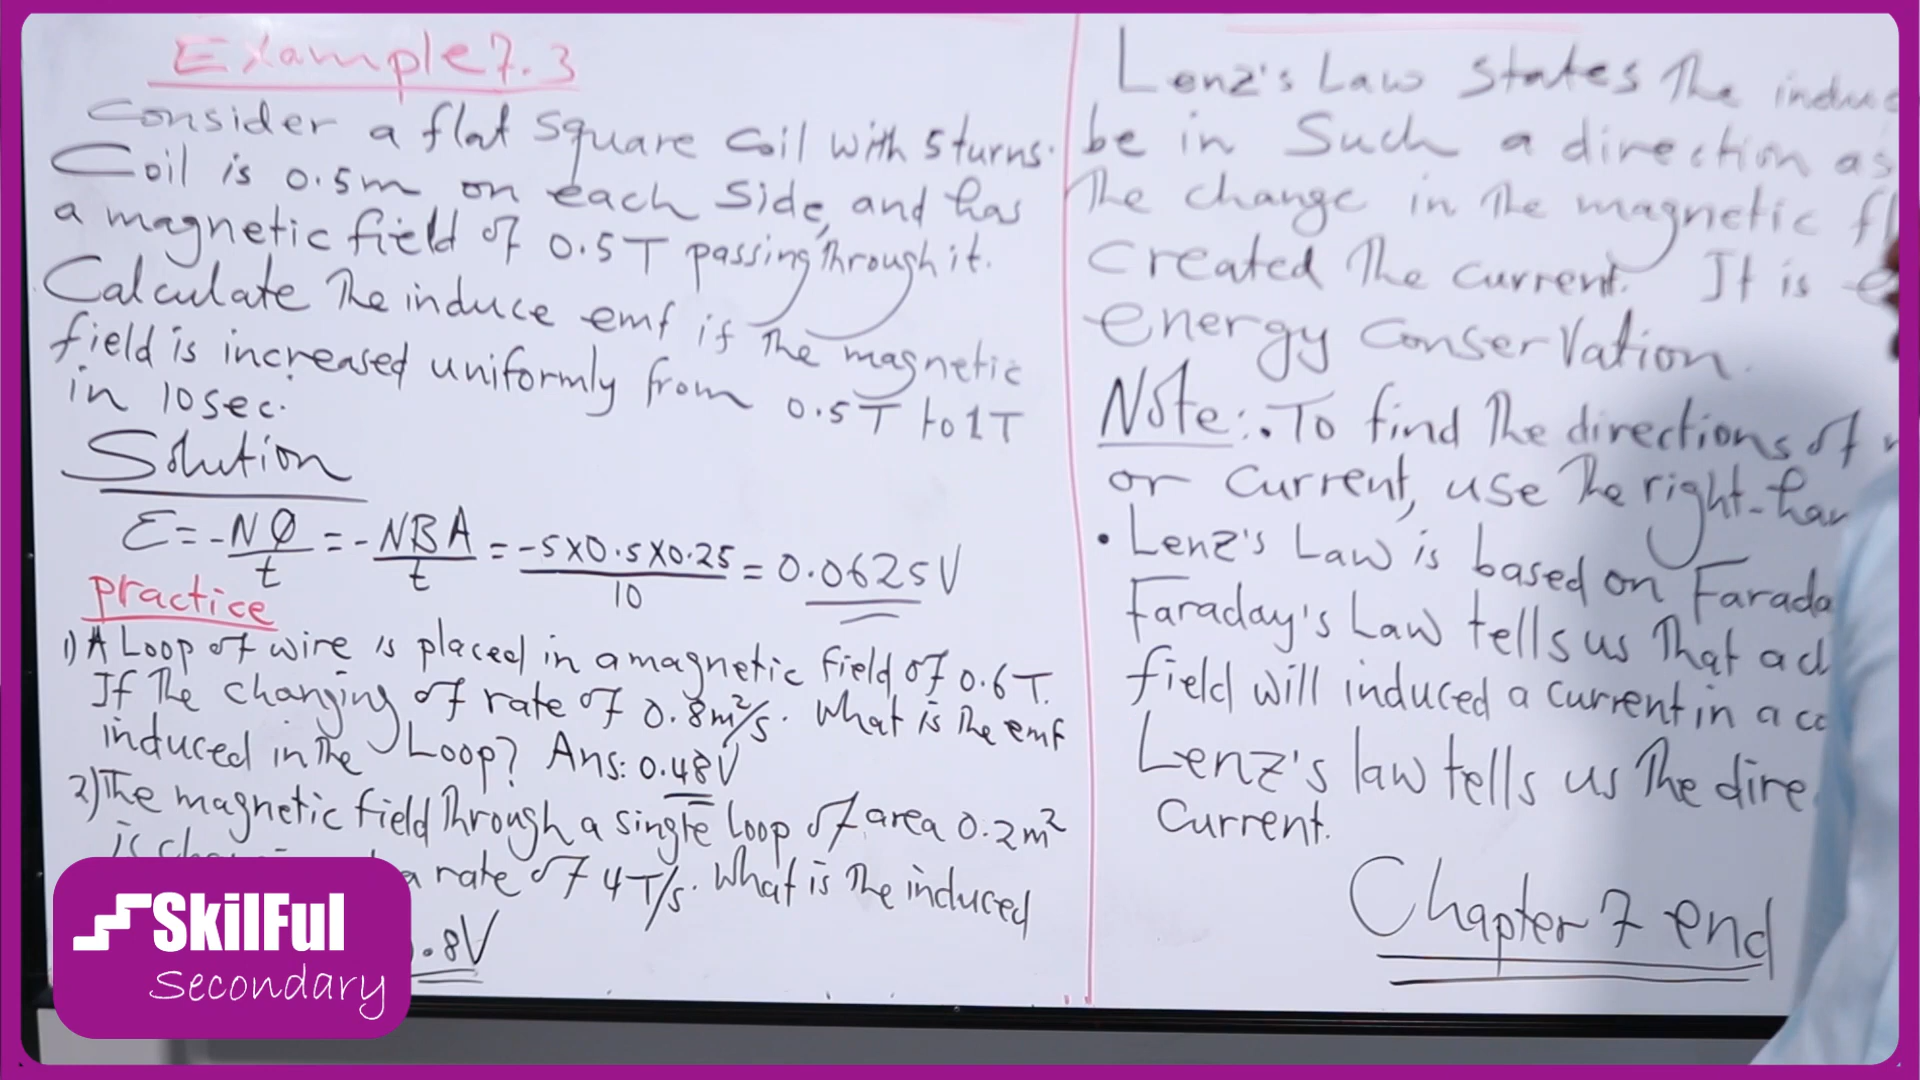 Example 7.3
Consider a flat square coil with 5 turns.
Coil is 0.5m on each side, and has
a magnetic field of 0.5T passing through it.
Calculate the induce emf if the magnetic
field is increased uniformly from 0.5T to 1T
in 10sec.
Solution
Ɛ = -NØ/t = -NBA/t = -5x0.5x0.25/10 = 0.0625V
practice
1) A Loop of wire is placed in a magnetic field of 0.6T.
If the changing of rate of 0.8m²/s. What is the emf
induced in the Loop? Ans: 0.48V
2) The magnetic field through a single loop of area 0.2m²
is a rate of 4T/s. What is the induced
.8V
Lenz's Law states the
be in such a direction as
the change in the magnetic
created the current. It is
energy conservation.
Note: • To find the directions of
or current, use the right-
• Lenz's Law is based on
Faraday's Law tells us that a
field will induced a current in a
Lenz's law tells us the
current.
Chapter 7 end
SkilFul
Secondary